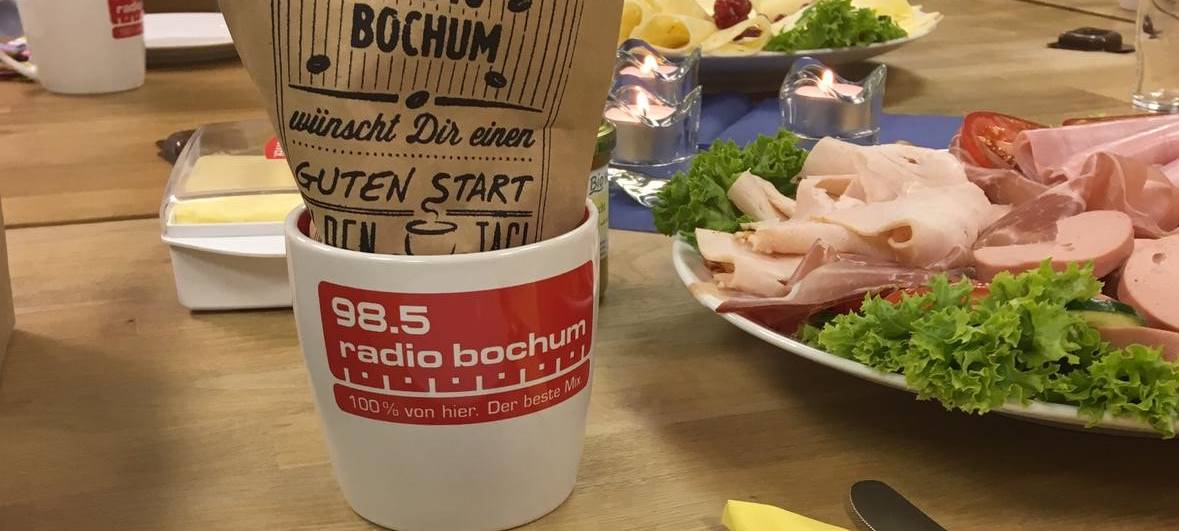 BOCHUM
wünscht Dir einen
GUTEN START
98.5
radio bochum
100% von hier. Der beste Mix